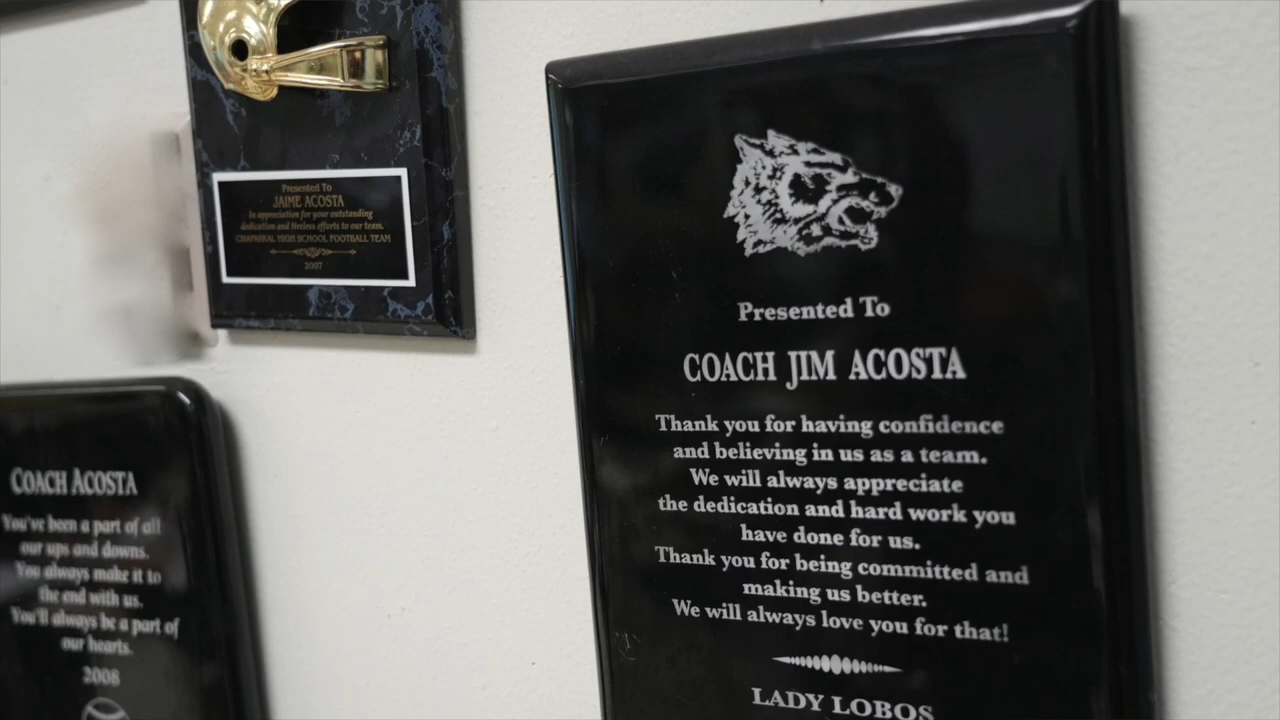 Presented To
JAIME ACOSTA
In appreciation for your outstanding
dedication and tireless efforts to our team.
CHAPARRAL HIGH SCHOOL FOOTBALL TEAM
2007
COACH ACOSTA
You've been a part of all
our ups and downs.
You always make it to
the end with us.
You'll always be a part of
our hearts.
2008
Presented To
COACH JIM ACOSTA
Thank you for having confidence
and believing in us as a team.
We will always appreciate
the dedication and hard work you
have done for us.
Thank you for being committed and
making us better.
We will always love you for that!
LADY LOBOS